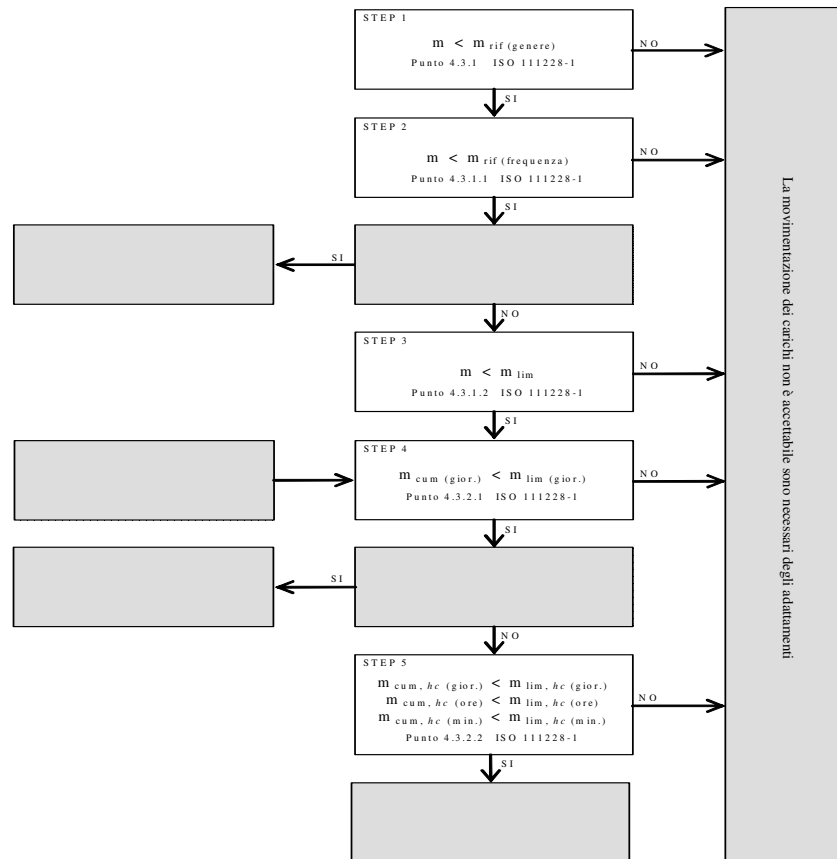 STEP 1
m < m rif (genere)
Punto 4.3.1 ISO 111228-1
NO
SI
STEP 2
m < m rif (frequenza)
Punto 4.3.1.1 ISO 111228-1
NO
SI
SI
NO
STEP 3
m < m lim
Punto 4.3.1.2 ISO 111228-1
NO
SI
STEP 4
m cum (gior.) < m lim (gior.)
Punto 4.3.2.1 ISO 111228-1
NO
SI
SI
NO
STEP 5
m cum, hc (gior.) < m lim, hc (gior.)
m cum, hc (ore) < m lim, hc (ore)
m cum, hc (min.) < m lim, hc (min.)
Punto 4.3.2.2 ISO 111228-1
NO
SI
La movimentazione dei carichi non è accettabile sono necessari degli adattamenti